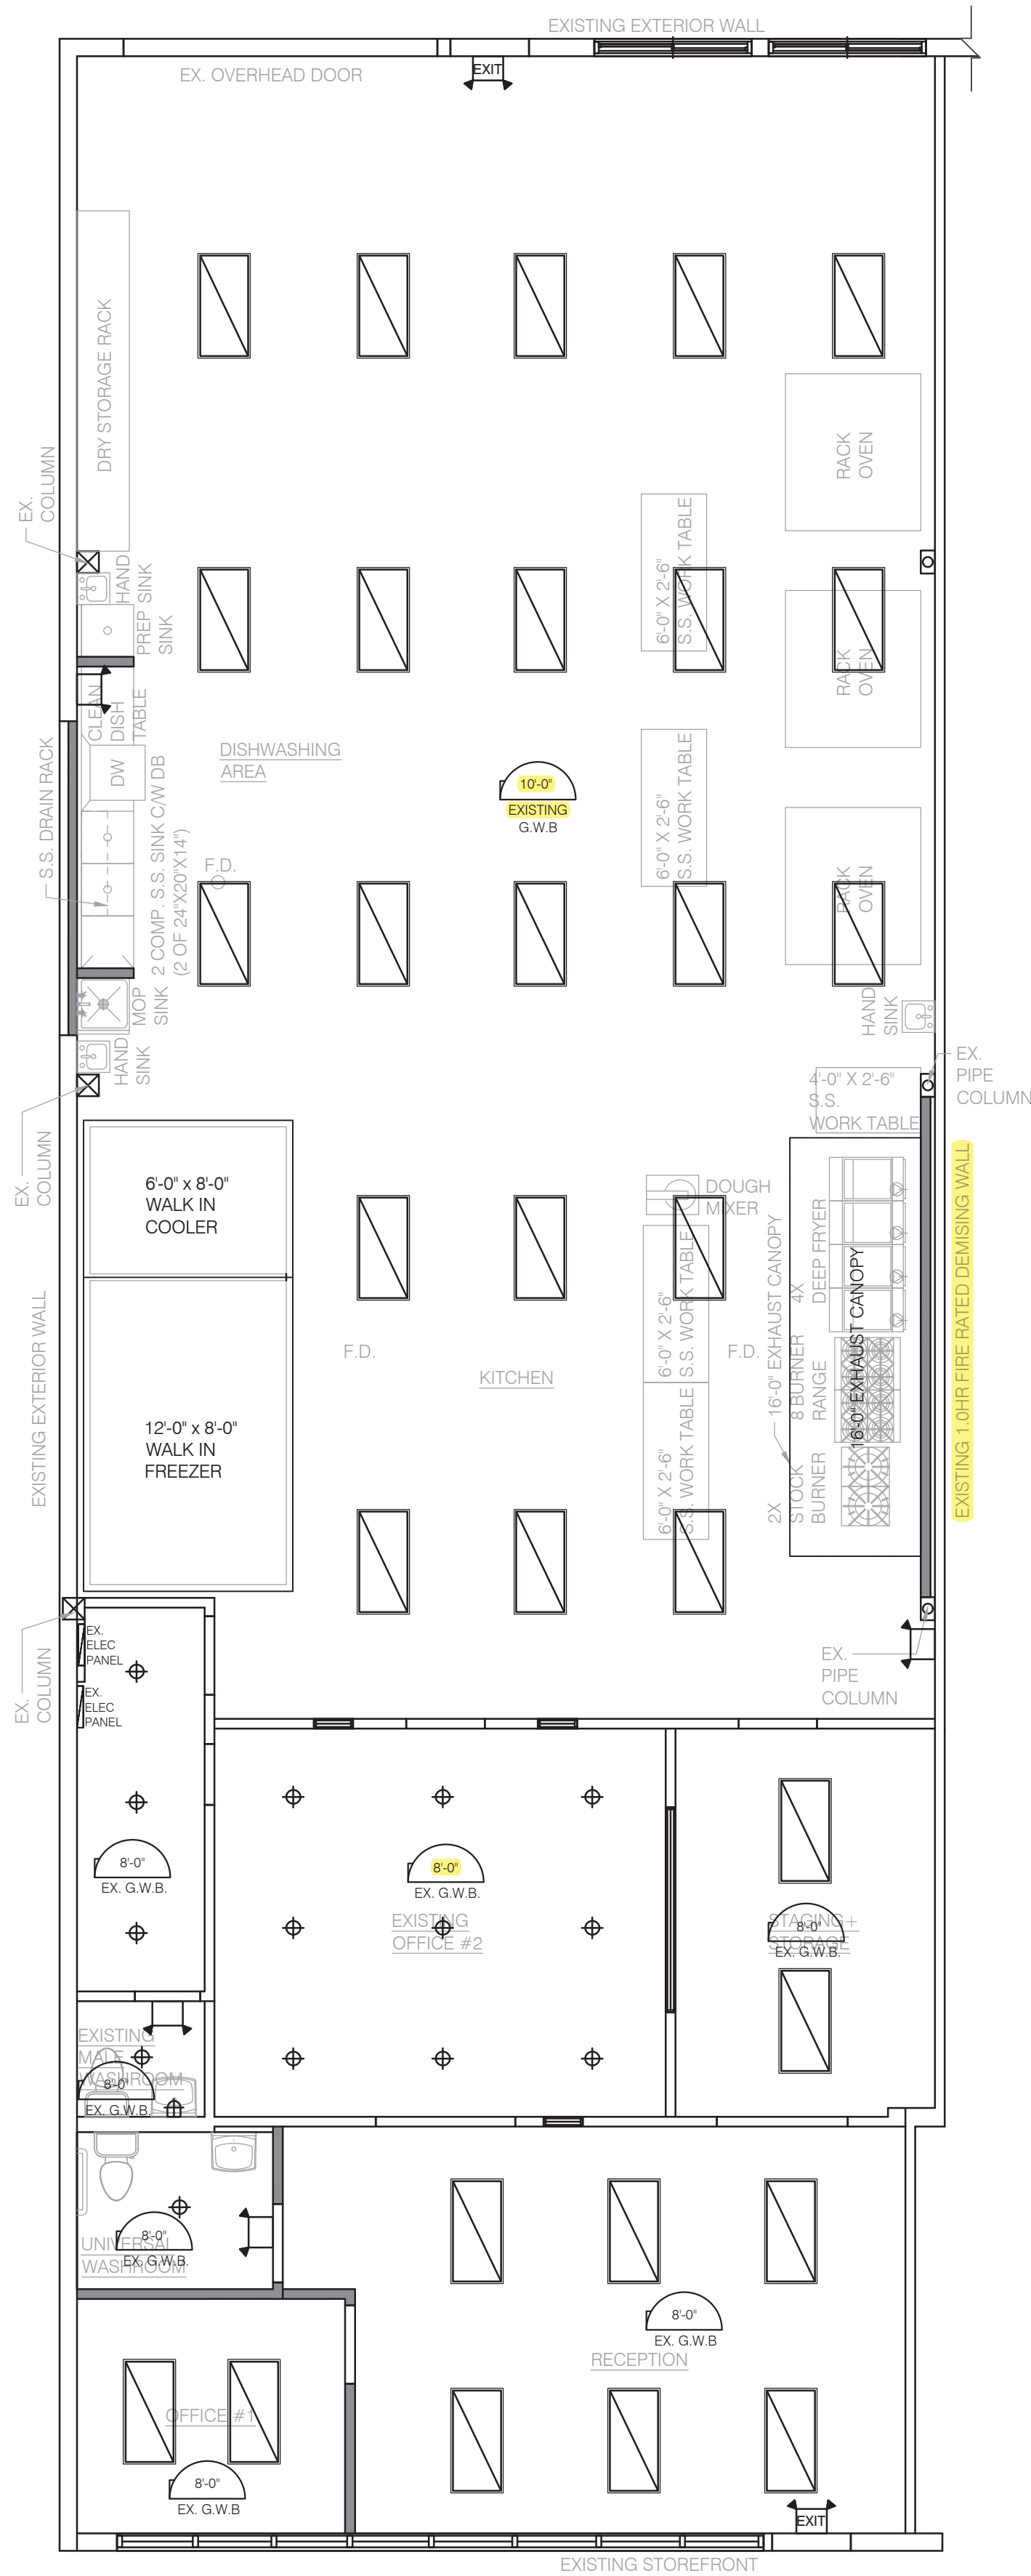 EXISTING EXTERIOR WALL
EX. OVERHEAD DOOR
EXIT
DRY STORAGE RACK
RACK
OVEN
EX.
COLUMN
6'-0" X 2'-6"
S.S. WORK TABLE
HAND
SINK
PREP
SINK
RACK
OVEN
CLEAN
DISH
TABLE
DISHWASHING
AREA
10'-0"
EXISTING
G.W.B
6'-0" X 2'-6"
S.S. WORK TABLE
DW
S.S. DRAIN RACK
2 COMP. S.S. SINK C/W DB
(2 OF 24"X20"X14")
F.D.
RACK
OVEN
MOP
SINK
HAND
SINK
HAND
SINK
EX.
PIPE
COLUMN
4'-0" X 2'-6"
S.S.
WORK TABLE
EX.
COLUMN
6'-0" x 8'-0"
WALK IN
COOLER
DOUGH
MIXER
EXISTING 1.0HR FIRE RATED DEMISING WALL
6'-0" X 2'-6"
S.S. WORK TABLE
16'-0" EXHAUST CANOPY
4X
DEEP FRYER
16'-0" EXHAUST CANOPY
8 BURNER
RANGE
EXISTING EXTERIOR WALL
F.D.
KITCHEN
F.D.
12'-0" x 8'-0"
WALK IN
FREEZER
6'-0" X 2'-6"
S.S. WORK TABLE
2X
STOCK
BURNER
EX.
COLUMN
EX.
ELEC
PANEL
EX.
ELEC
PANEL
EX.
PIPE
COLUMN
8'-0"
EX. G.W.B.
8'-0"
EX. G.W.B.
EXISTING
OFFICE #2
STAGING+
STORAGE
8'-0"
EX. G.W.B.
EXISTING
MALE
WASHROOM
8'-0"
EX. G.W.B.
UNIVERSAL
WASHROOM
8'-0"
EX. G.W.B.
8'-0"
EX. G.W.B
RECEPTION
OFFICE #1
8'-0"
EX. G.W.B
EXIT
EXISTING STOREFRONT